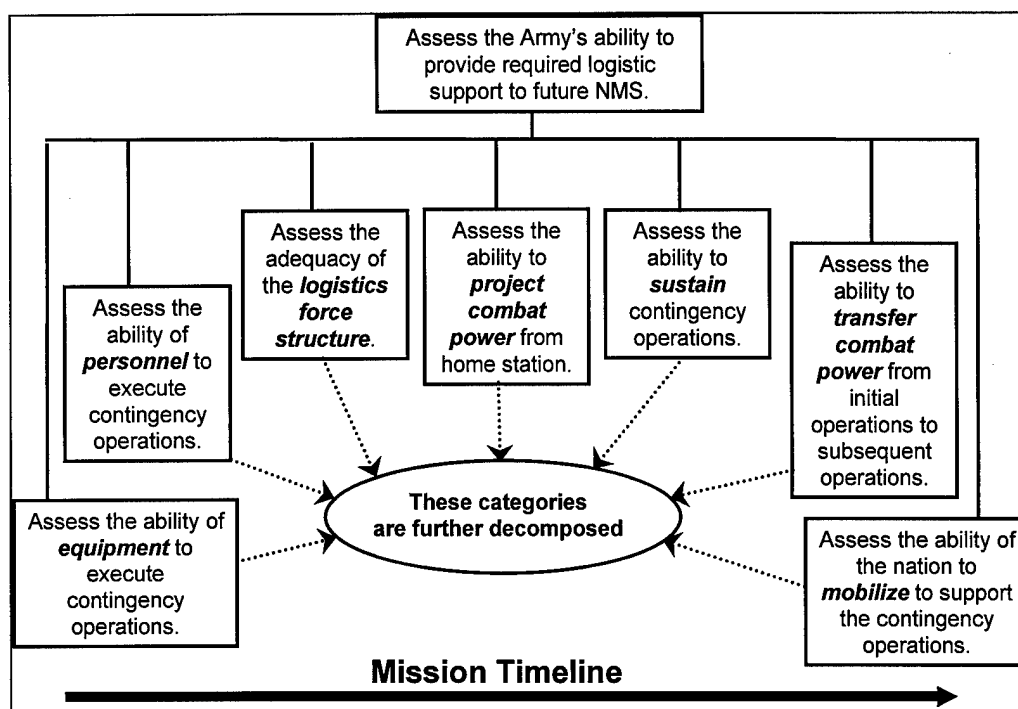 Assess the Army's ability to
provide required logistic
support to future NMS.
Assess the ability of
equipment to
execute
contingency
operations.
Assess the
ability of
personnel to
execute
contingency
operations.
Assess the
adequacy of
the logistics
force
structure.
Assess the
ability to
project
combat
power from
home station.
Assess the
ability to
sustain
contingency
operations.
Assess the
ability to
transfer
combat
power from
initial
operations to
subsequent
operations.
Assess the ability of
the nation to
mobilize to support
the contingency
operations.
These categories
are further decomposed
Mission Timeline